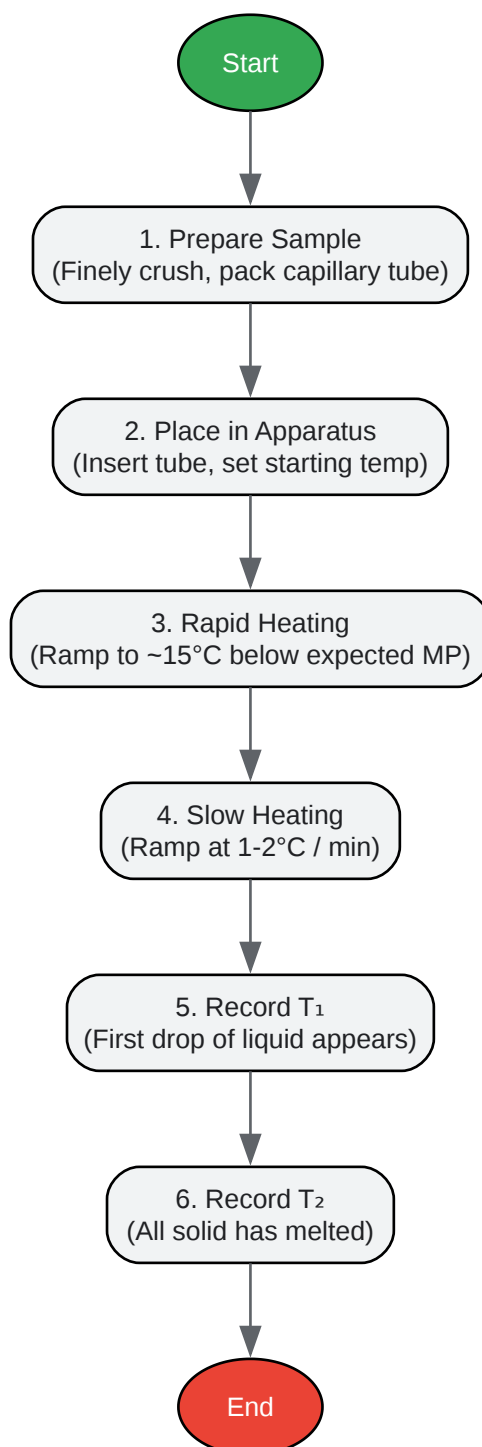 Start
1. Prepare Sample
(Finely crush, pack capillary tube)
2. Place in Apparatus
(Insert tube, set starting temp)
3. Rapid Heating
(Ramp to ~15°C below expected MP)
4. Slow Heating
(Ramp at 1-2°C / min)
5. Record T₁
(First drop of liquid appears)
6. Record T₂
(All solid has melted)
End